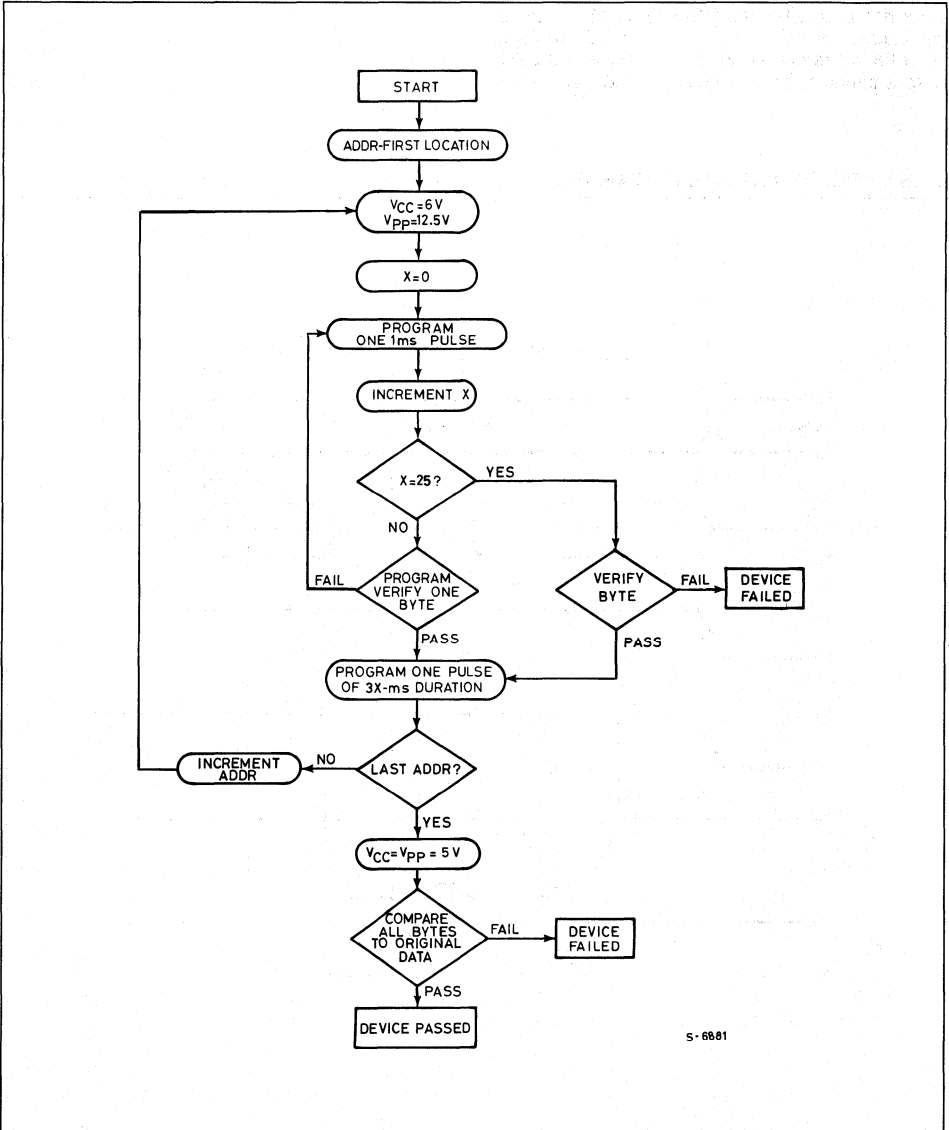 START
ADDR-FIRST LOCATION
VCC=6V
VPP=12.5V
X=0
PROGRAM
ONE 1ms PULSE
INCREMENT X
X=25?
YES
NO
PROGRAM
VERIFY ONE
BYTE
FAIL
VERIFY
BYTE
FAIL
DEVICE
FAILED
PASS
PASS
PROGRAM ONE PULSE
OF 3X-ms DURATION
LAST ADDR?
NO
INCREMENT
ADDR
YES
VCC=VPP = 5V
COMPARE
ALL BYTES
TO ORIGINAL
DATA
FAIL
DEVICE
FAILED
PASS
DEVICE PASSED
S-6881